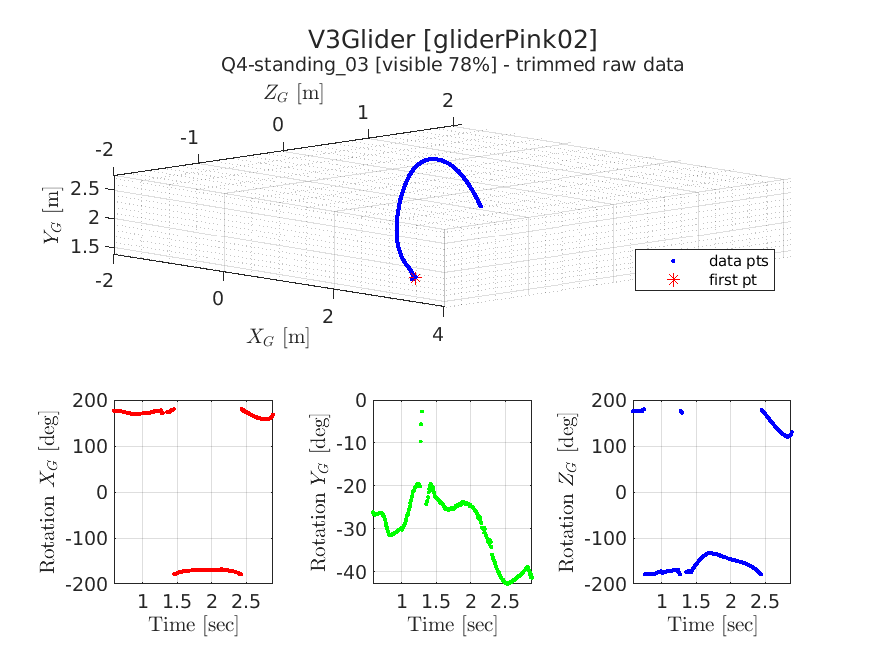 V3Glider [gliderPink02]
Q4-standing_03 [visible 78%] - trimmed raw data
Z_G [m]
-2 -1 0 1 2
Y_G [m]
2.5
2
1.5
-2 0 2 4
X_G [m]
data pts
first pt
Rotation X_G [deg]
200
100
0
-100
-200
1 1.5 2 2.5
Time [sec]
Rotation Y_G [deg]
0
-10
-20
-30
-40
1 1.5 2 2.5
Time [sec]
Rotation Z_G [deg]
200
100
0
-100
-200
1 1.5 2 2.5
Time [sec]